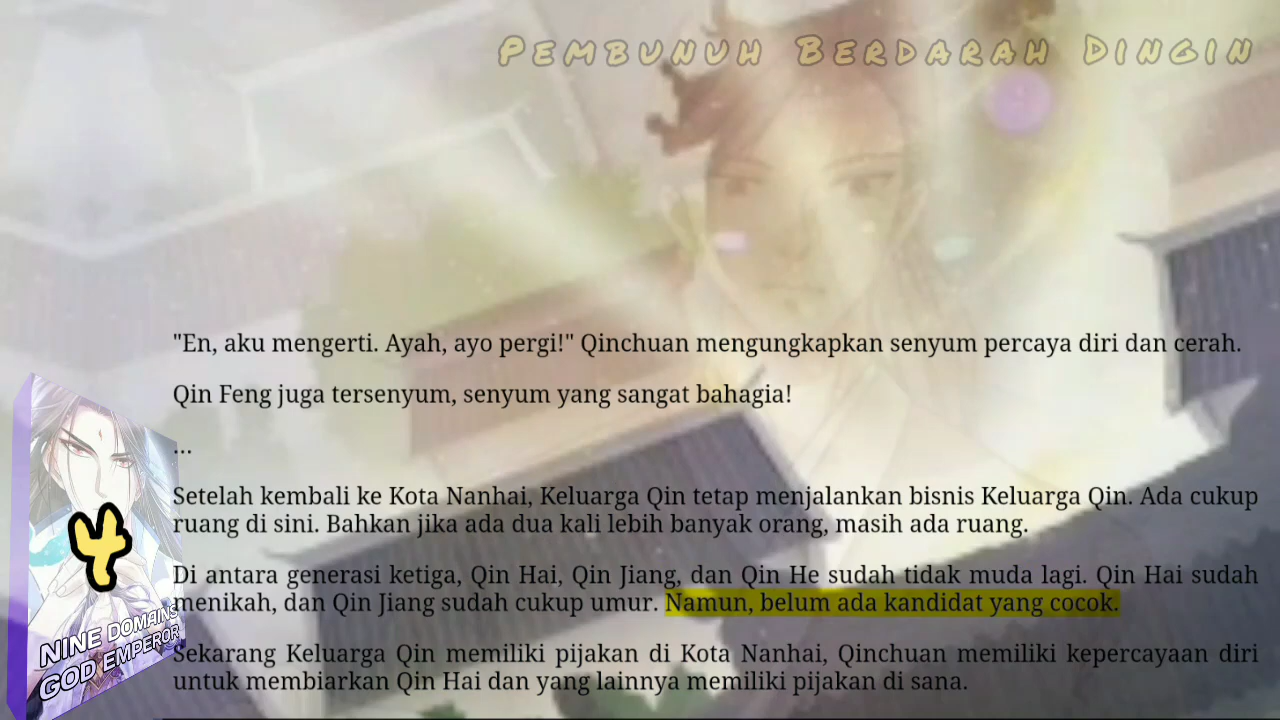 Pembunuh Berdarah Dingin
"En, aku mengerti. Ayah, ayo pergi!" Qinchuan mengungkapkan senyum percaya diri dan cerah.
Qin Feng juga tersenyum, senyum yang sangat bahagia!
...
Setelah kembali ke Kota Nanhai, Keluarga Qin tetap menjalankan bisnis Keluarga Qin. Ada cukup
ruang di sini. Bahkan jika ada dua kali lebih banyak orang, masih ada ruang.
Di antara generasi ketiga, Qin Hai, Qin Jiang, dan Qin He sudah tidak muda lagi. Qin Hai sudah
menikah, dan Qin Jiang sudah cukup umur. Namun, belum ada kandidat yang cocok.
Sekarang Keluarga Qin memiliki pijakan di Kota Nanhai, Qinchuan memiliki kepercayaan diri
untuk membiarkan Qin Hai dan yang lainnya memiliki pijakan di sana.
4
NINE DOMAINS
GOD EMPEROR